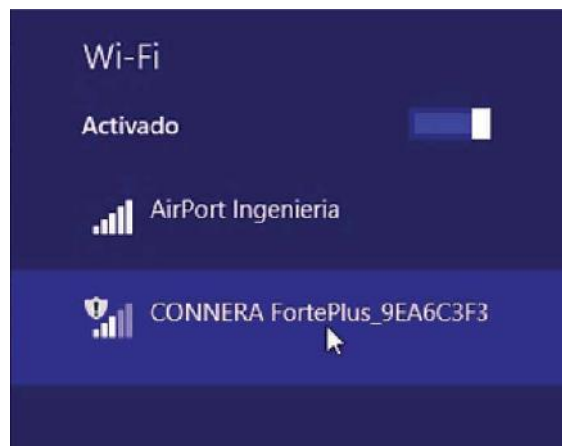 Wi-Fi
Activado
AirPort Ingenieria
CONNERA FortePlus_9EA6C3F3